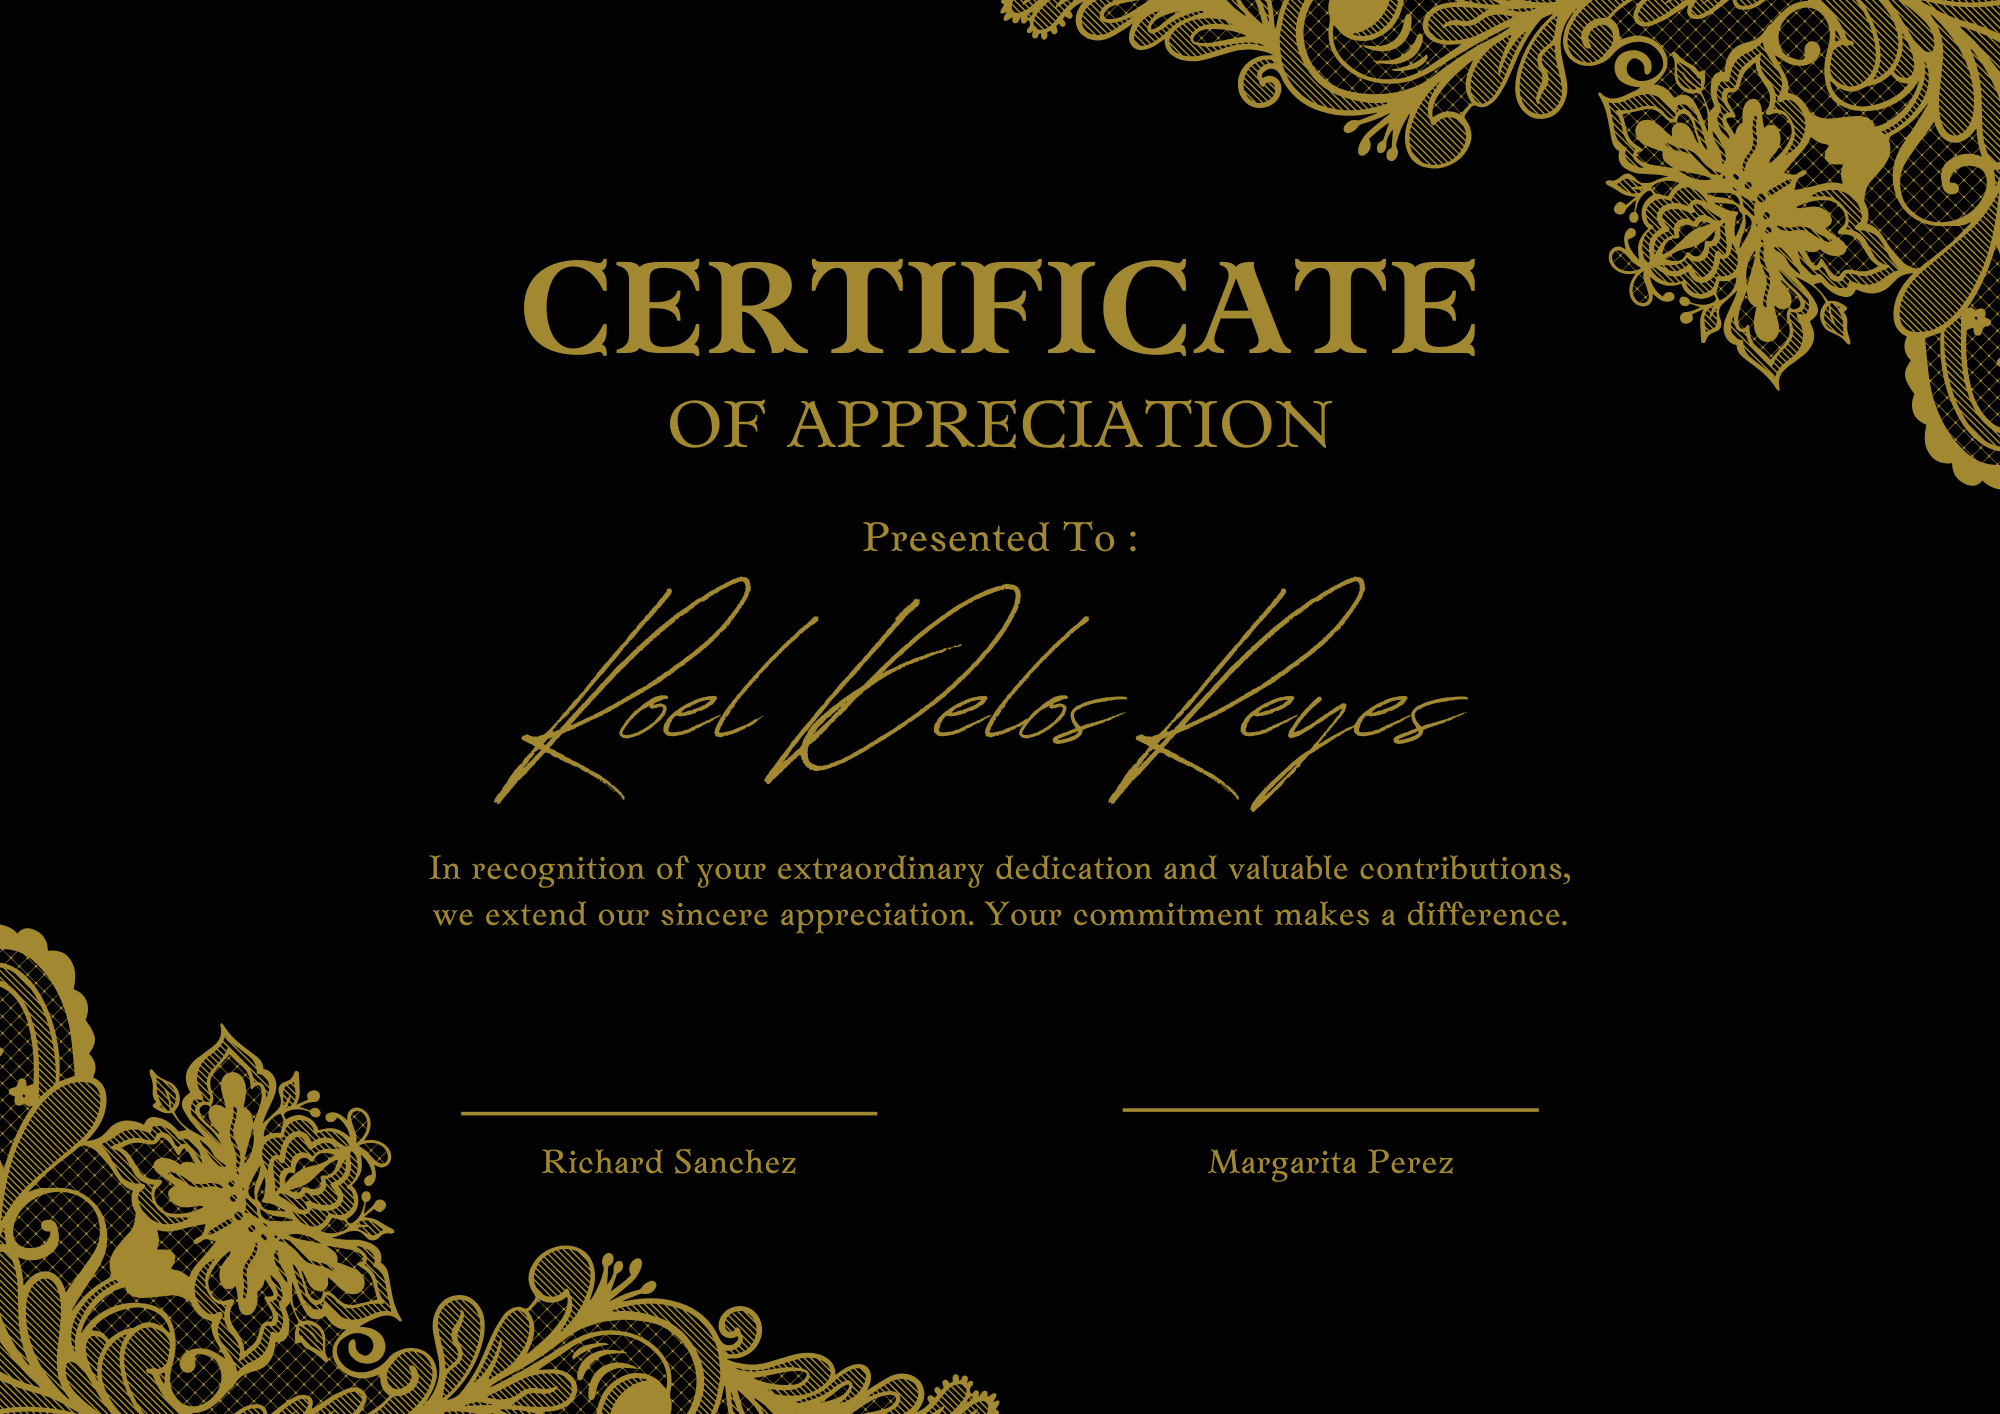 CERTIFICATE
OF APPRECIATION
Presented To :
Roel Delos Reyes
In recognition of your extraordinary dedication and valuable contributions,
we extend our sincere appreciation. Your commitment makes a difference.
Richard Sanchez
Margarita Perez